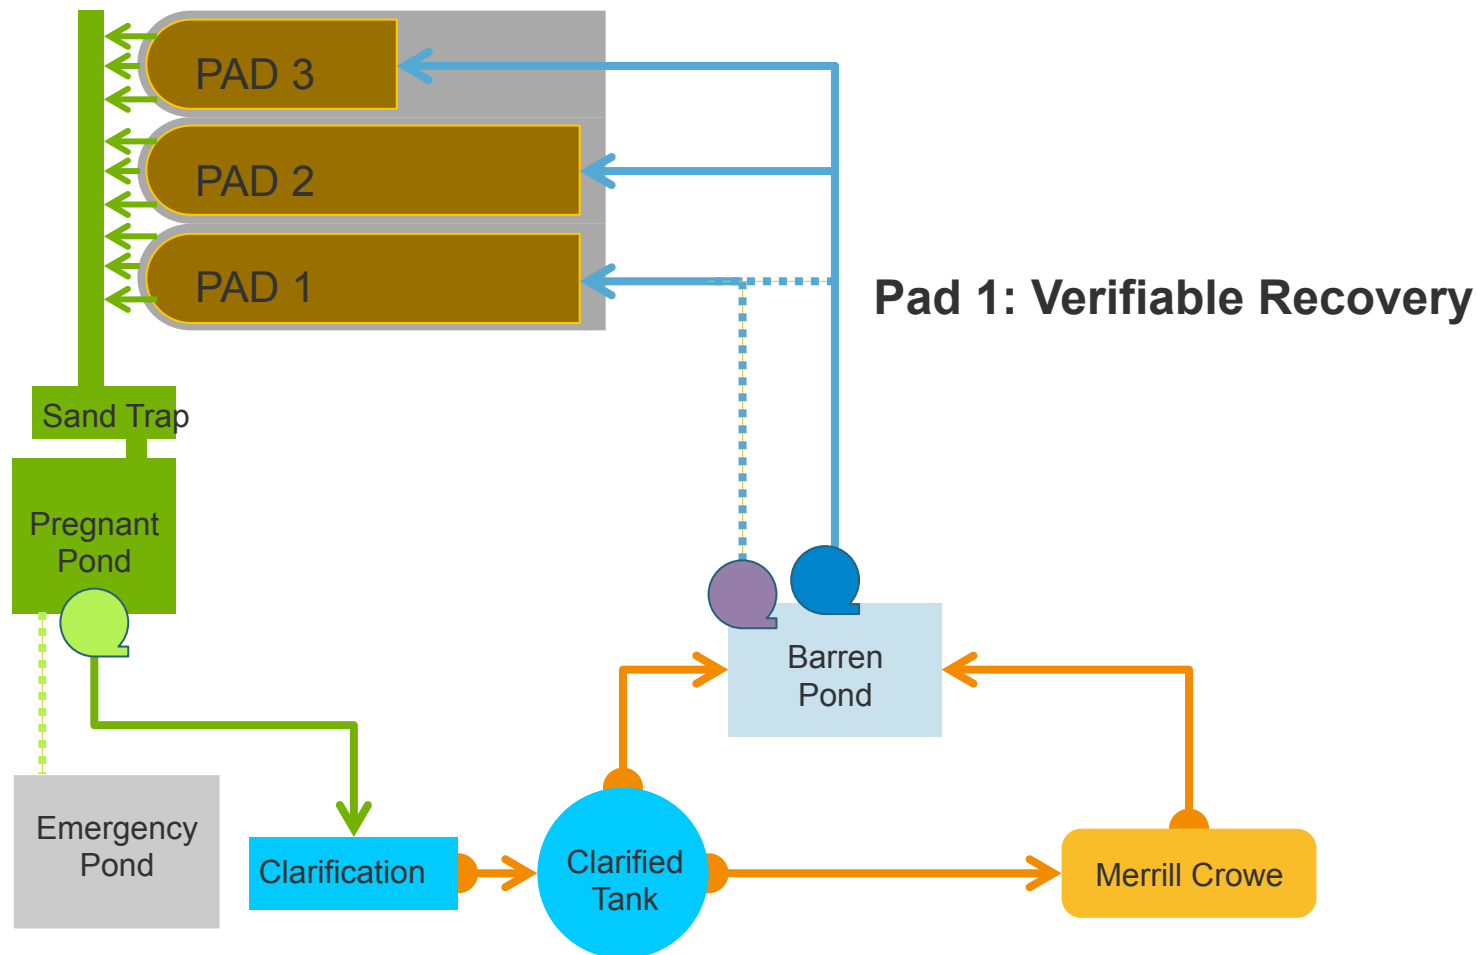 PAD 3
PAD 2
PAD 1
Pad 1: Verifiable Recovery
Sand Trap
Pregnant
Pond
Barren
Pond
Emergency
Pond
Clarification
Clarified
Tank
Merrill Crowe